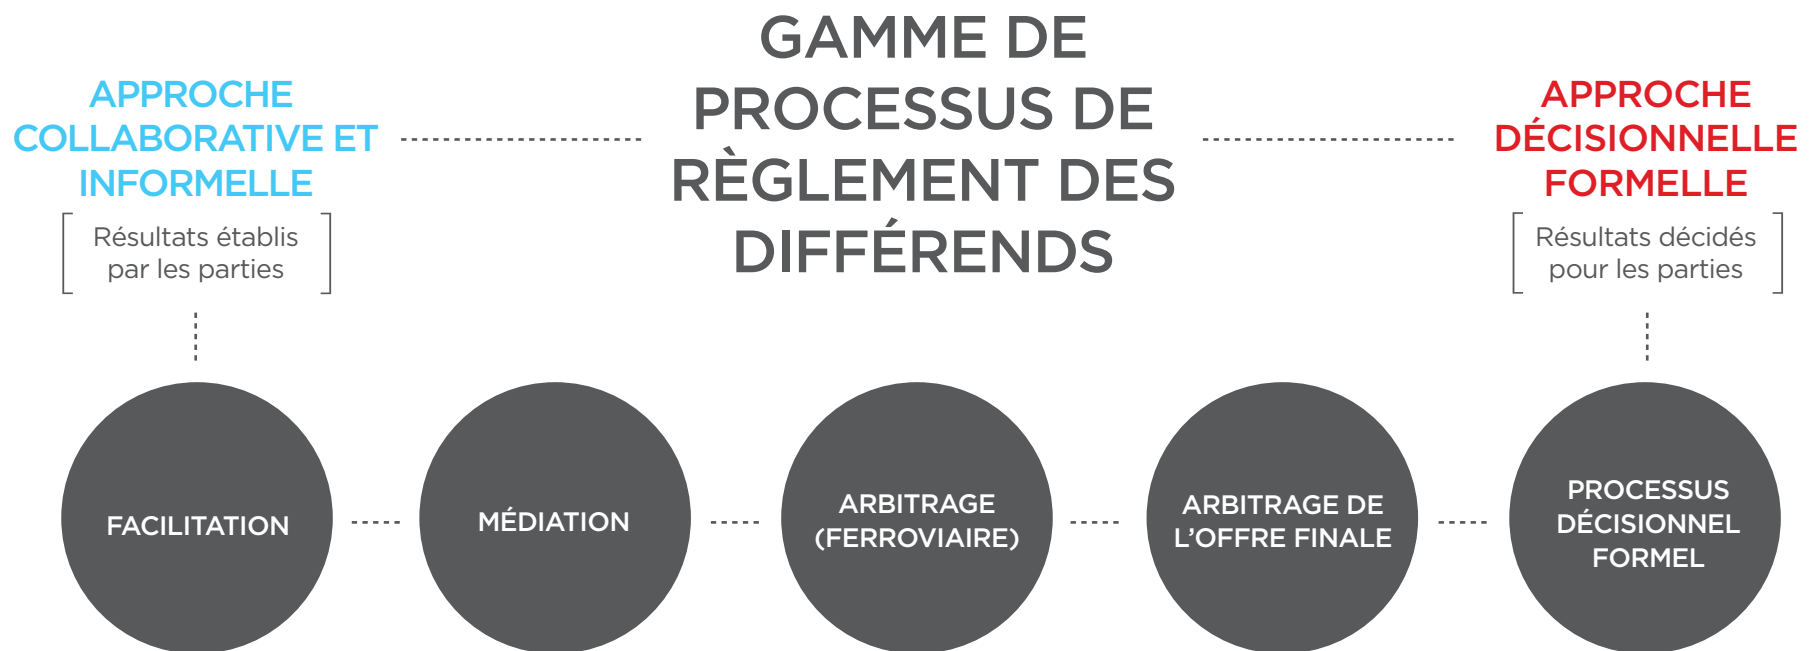 GAMME DE
PROCESSUS DE
RÈGLEMENT DES
DIFFÉRENDS
APPROCHE
COLLABORATIVE ET
INFORMELLE
Résultats établis
par les parties
APPROCHE
DÉCISIONNELLE
FORMELLE
Résultats décidés
pour les parties
FACILITATION
MÉDIATION
ARBITRAGE
(FERROVIAIRE)
ARBITRAGE DE
L'OFFRE FINALE
PROCESSUS
DÉCISIONNEL
FORMEL